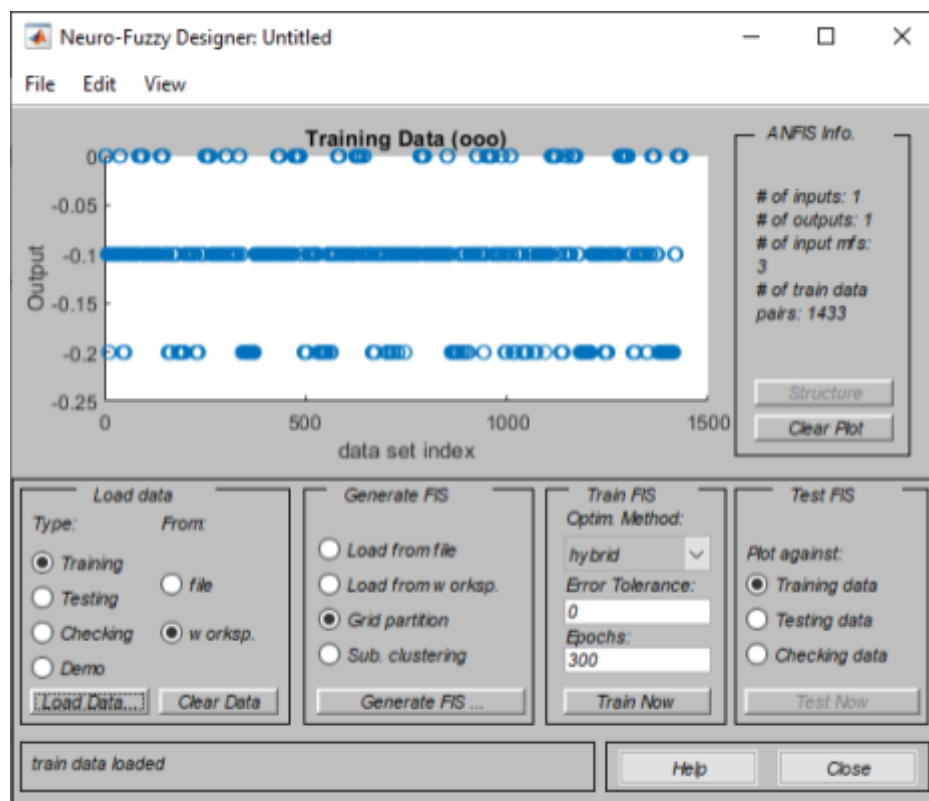 Neuro-Fuzzy Designer: Untitled
File Edit View
Training Data (ooo)
0
-0.05
-0.1
-0.15
-0.2
-0.25
Output
0 500 1000 1500
data set index
ANFIS Info.
# of inputs: 1
# of outputs: 1
# of input mfs:
3
# of train data
pairs: 1433
Structure
Clear Plot
Load data
Type: From:
Training
Testing
Checking
Demo
file
worksp.
Load Data... Clear Data
Generate FIS
Load from file
Load from worksp.
Grid partition
Sub. clustering
Generate FIS ...
Train FIS
Optim. Method:
hybrid
Error Tolerance:
0
Epochs:
300
Train Now
Test FIS
Plot against:
Training data
Testing data
Checking data
Test Now
train data loaded
Help Close